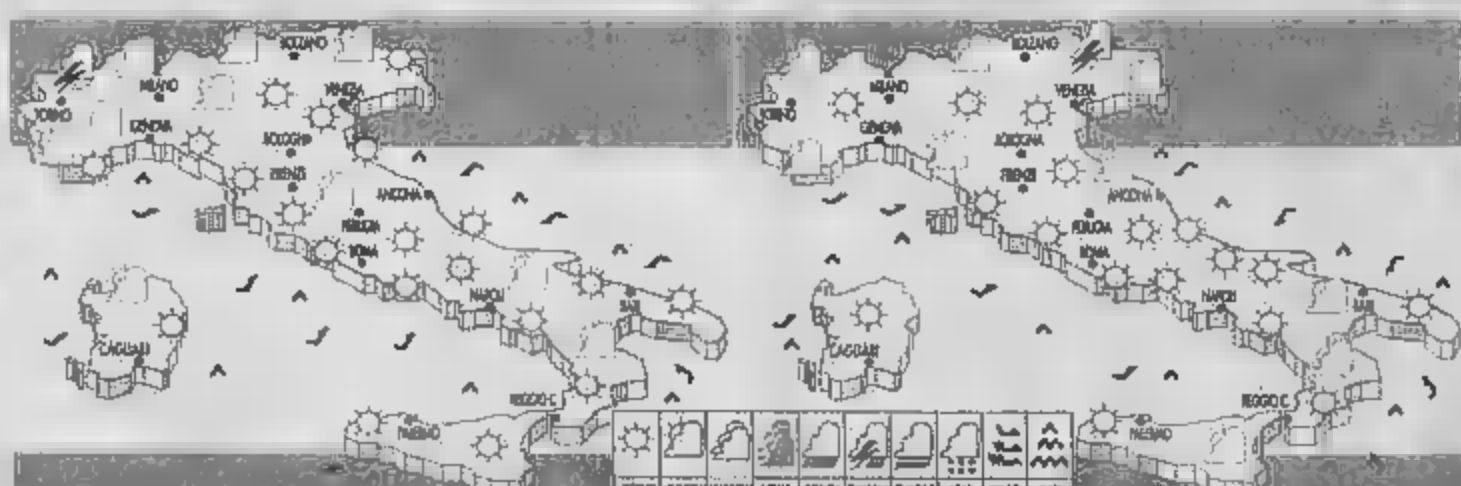 BOLZANO
MILANO
VENEZIA
TORINO
GENOVA
BOLOGNA
FIRENZE
ANCONA
PERUGIA
ROMA
NAPOLI
BARI
CAGLIARI
REGGIO C.
PALERMO
BOLZANO
MILANO
VENEZIA
TORINO
GENOVA
BOLOGNA
FIRENZE
ANCONA
PERUGIA
ROMA
NAPOLI
BARI
CAGLIARI
REGGIO C.
PALERMO